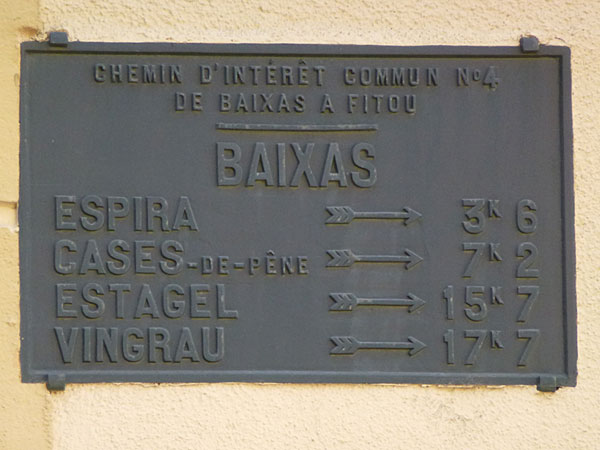 CHEMIN D'INTÉRÊT COMMUN No4
DE BAIXAS A FITOU
BAIXAS
ESPIRA 3K 6
CASES-DE-PÊNE 7K 2
ESTAGEL 15K 7
VINGRAU 17K 7